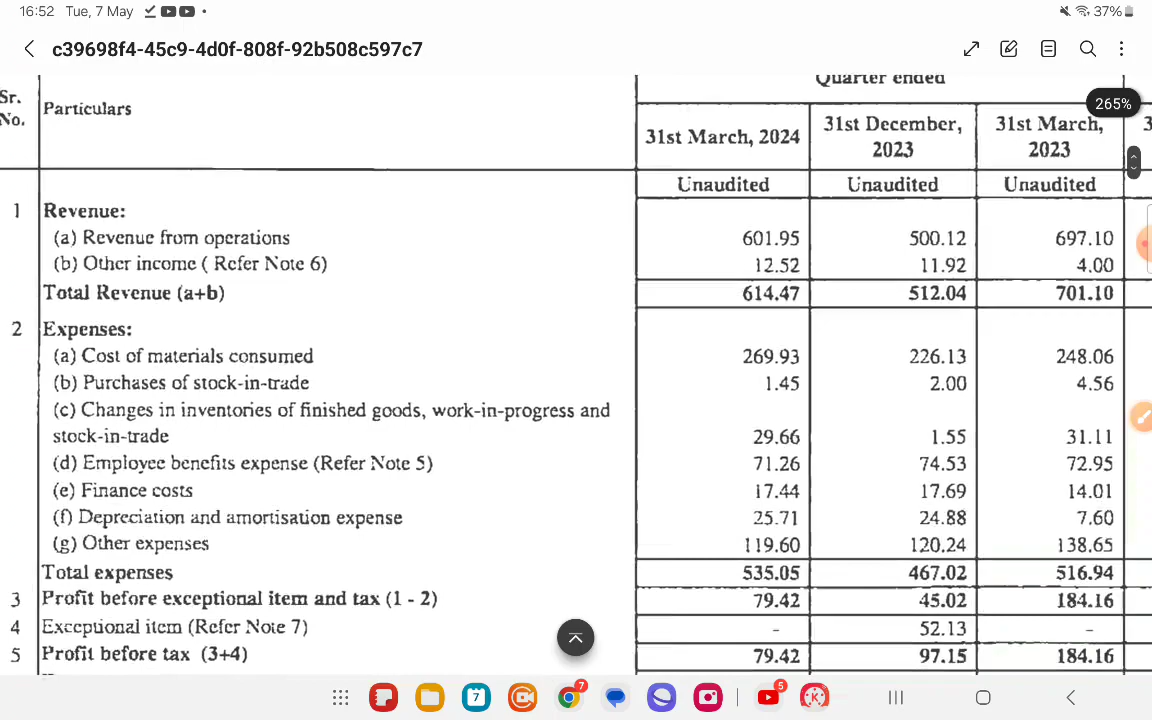 16:52 Tue, 7 May
37%
c39698f4-45c9-4d0f-808f-92b508c597c7
265%
Quarter ended
Sr. No. Particulars 31st March, 2024 31st December, 2023 31st March, 2023 3
Unaudited Unaudited Unaudited
1 Revenue:
(a) Revenue from operations 601.95 500.12 697.10
(b) Other income ( Refer Note 6) 12.52 11.92 4.00
Total Revenue (a+b) 614.47 512.04 701.10
2 Expenses:
(a) Cost of materials consumed 269.93 226.13 248.06
(b) Purchases of stock-in-trade 1.45 2.00 4.56
(c) Changes in inventories of finished goods, work-in-progress and
stock-in-trade 29.66 1.55 31.11
(d) Employee benefits expense (Refer Note 5) 71.26 74.53 72.95
(e) Finance costs 17.44 17.69 14.01
(f) Depreciation and amortisation expense 25.71 24.88 7.60
(g) Other expenses 119.60 120.24 138.65
Total expenses 535.05 467.02 516.94
3 Profit before exceptional item and tax (1 - 2) 79.42 45.02 184.16
4 Exceptional item (Refer Note 7) - 52.13 -
5 Profit before tax (3+4) 79.42 97.15 184.16
7 7 5 K